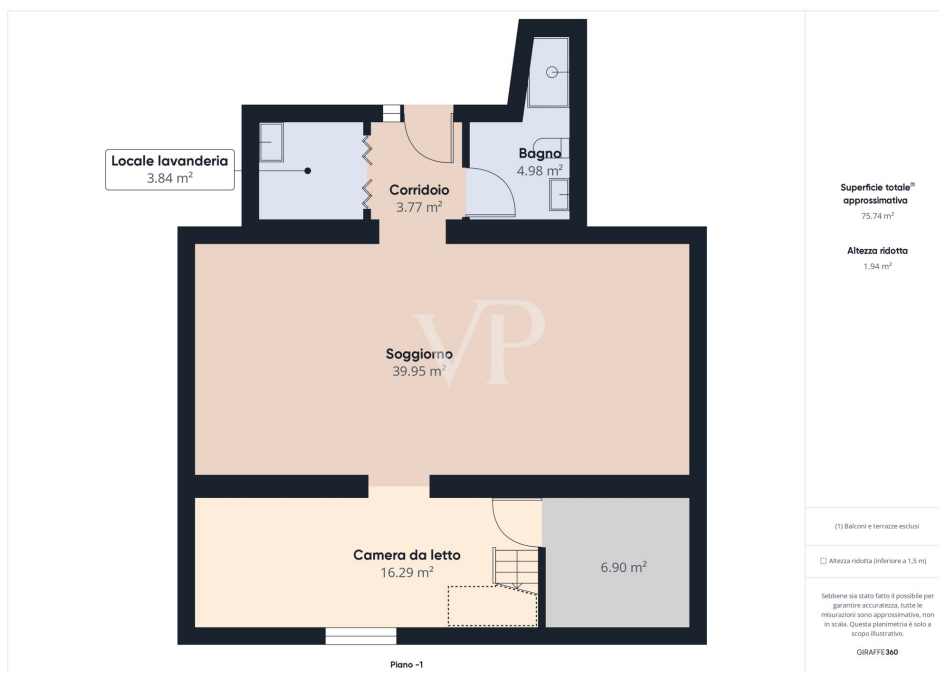 Locale lavanderia
3.84 m²
Corridoio
3.77 m²
Bagno
4.98 m²
Soggiorno
39.95 m²
VP
Camera da letto
16.29 m²
6.90 m²
Piano -1
Superficie totale⁽¹⁾
approssimativa
75.74 m²
Altezza ridotta
1.94 m²
(1) Balconi e terrazze esclusi
Altezza ridotta (inferiore a 1,5 m)
Sebbene sia stato fatto il possibile per
garantire accuratezza, tutte le
misurazioni sono approssimative, non
in scala. Questa planimetria è solo a
scopo illustrativo.
GIRAFFE360